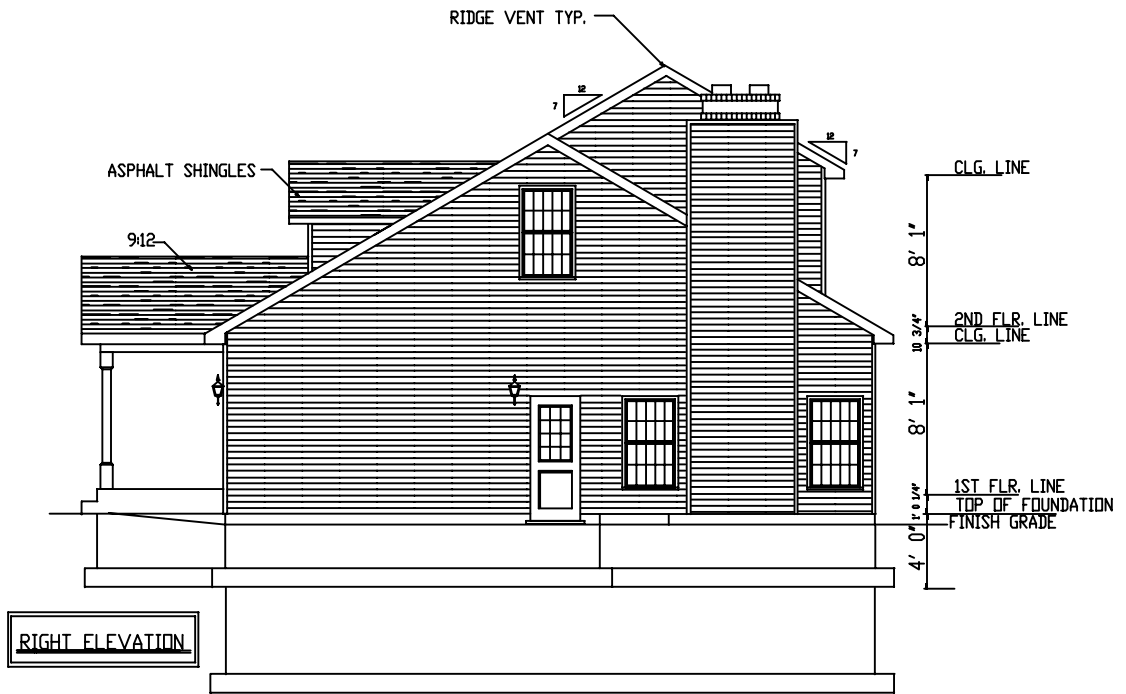 RIDGE VENT TYP.
12
7
12
7
ASPHALT SHINGLES
CLG. LINE
9:12
8' 1"
2ND FLR. LINE
10 3/4"
CLG. LINE
8' 1"
1ST FLR. LINE
1' 0 1/4"
TOP OF FOUNDATION
FINISH GRADE
4' 0"
RIGHT ELEVATION